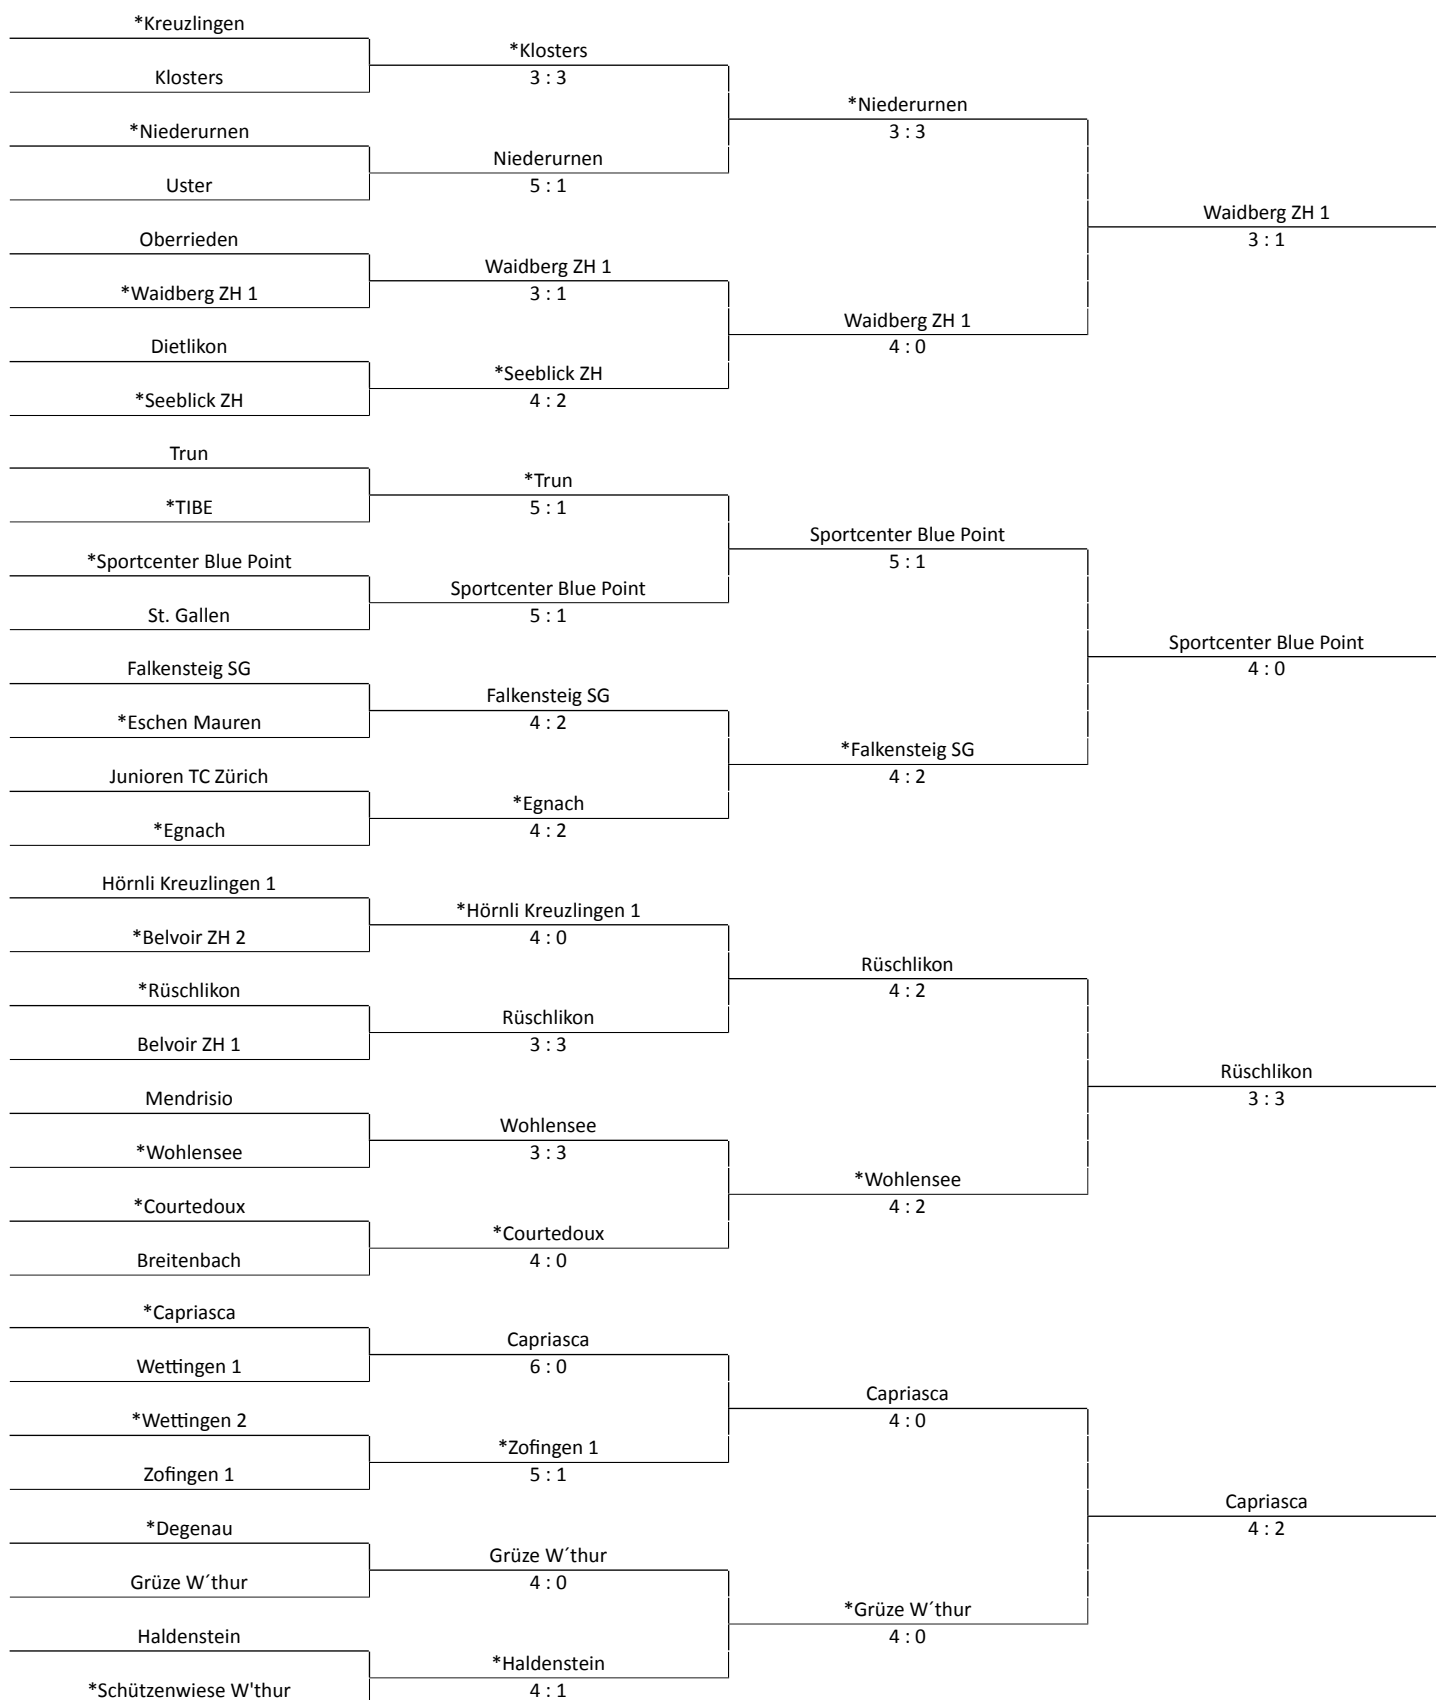 *Kreuzlingen
*Klosters
Klosters
3 : 3
*Niederurnen
3 : 3
*Niederurnen
Niederurnen
Uster
5 : 1
Waidberg ZH 1
3 : 1
Oberrieden
Waidberg ZH 1
*Waidberg ZH 1
3 : 1
Waidberg ZH 1
4 : 0
Dietlikon
*Seeblick ZH
*Seeblick ZH
4 : 2
Trun
*Trun
*TIBE
5 : 1
Sportcenter Blue Point
5 : 1
*Sportcenter Blue Point
Sportcenter Blue Point
St. Gallen
5 : 1
Sportcenter Blue Point
4 : 0
Falkensteig SG
Falkensteig SG
*Eschen Mauren
4 : 2
*Falkensteig SG
4 : 2
Junioren TC Zürich
*Egnach
*Egnach
4 : 2
Hörnli Kreuzlingen 1
*Hörnli Kreuzlingen 1
*Belvoir ZH 2
4 : 0
Rüschlikon
4 : 2
*Rüschlikon
Rüschlikon
Belvoir ZH 1
3 : 3
Rüschlikon
3 : 3
Mendrisio
Wohlensee
*Wohlensee
3 : 3
*Wohlensee
4 : 2
*Courtedoux
*Courtedoux
Breitenbach
4 : 0
*Capriasca
Capriasca
Wettingen 1
6 : 0
Capriasca
4 : 0
*Wettingen 2
*Zofingen 1
Zofingen 1
5 : 1
Capriasca
4 : 2
*Degenau
Grüze W´thur
Grüze W´thur
4 : 0
*Grüze W´thur
4 : 0
Haldenstein
*Haldenstein
*Schützenwiese W'thur
4 : 1